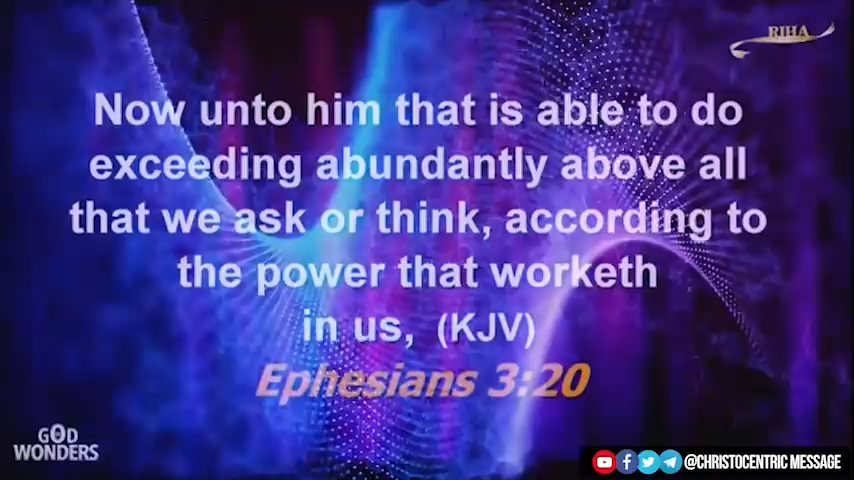 RIHA
Now unto him that is able to do
exceeding abundantly above all
that we ask or think, according to
the power that worketh
in us, (KJV)
Ephesians 3:20
GOD
WONDERS
@CHRISTOCENTRIC MESSAGE